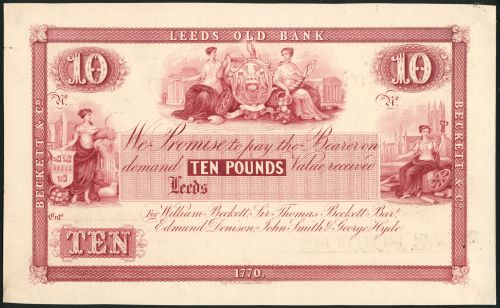 LEEDS OLD BANK
10
10
No.
No.
BECKETT & Co.
BECKETT & Co.
We Promise to pay the Bearer on
demand TEN POUNDS Value received
Leeds
For William Beckett, Sir Thomas Beckett Bart.
Edmund Denison, John Smith & George Hyde
Entd.
TEN
1770.